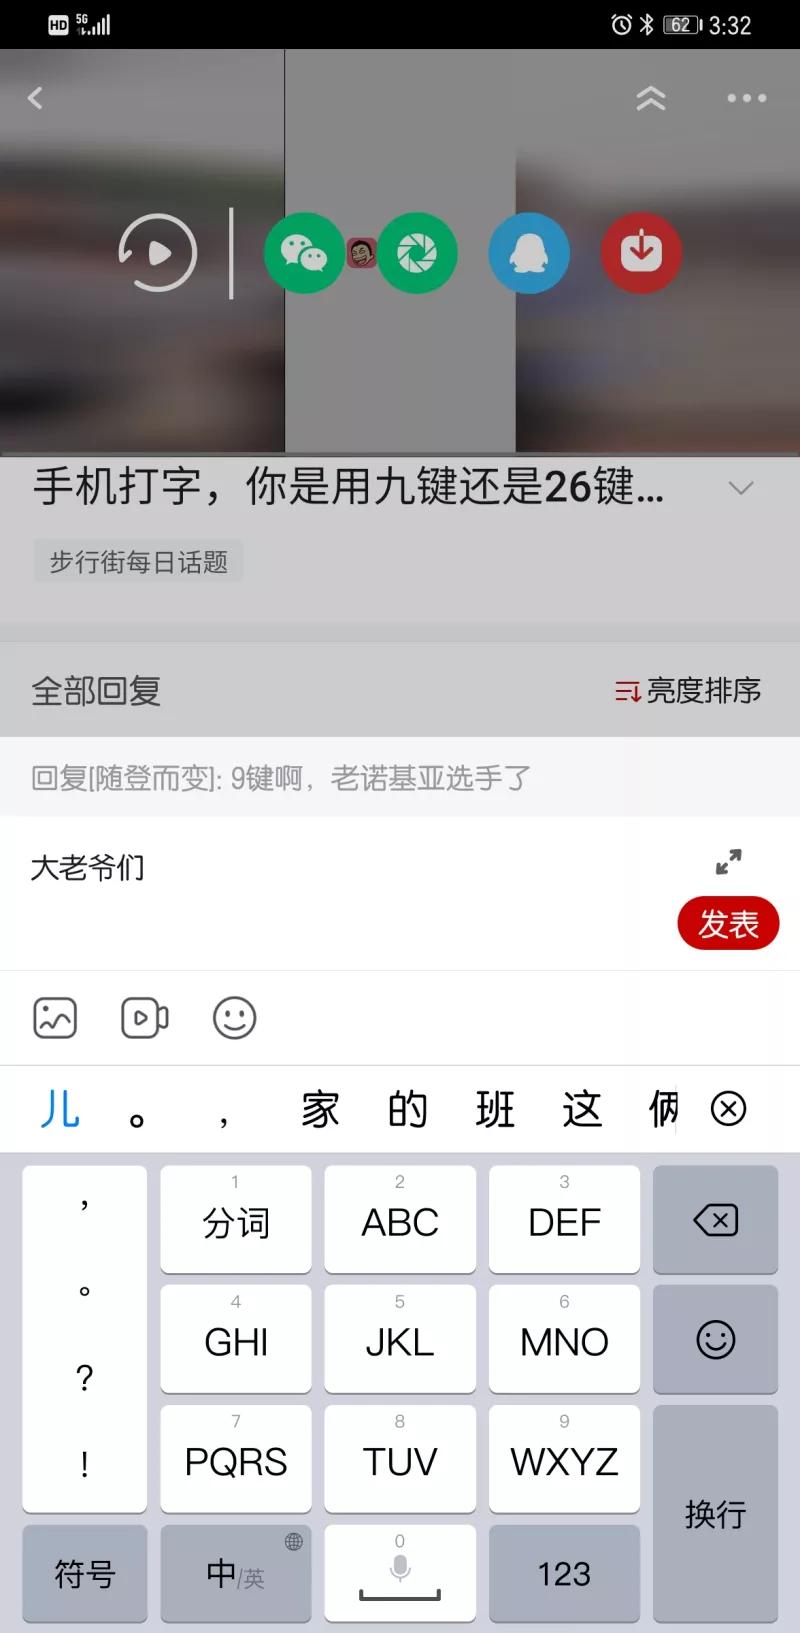 HD 5G 62 3:32
手机打字，你是用九键还是26键...
步行街每日话题
全部回复
亮度排序
回复[随登而变]: 9键啊，老诺基亚选手了
大老爷们
发表
儿 。 ， 家 的 班 这 俩
，
。
?
!
1
分词
2
ABC
3
DEF
4
GHI
5
JKL
6
MNO
7
PQRS
8
TUV
9
WXYZ
换行
符号
中/英
0
123